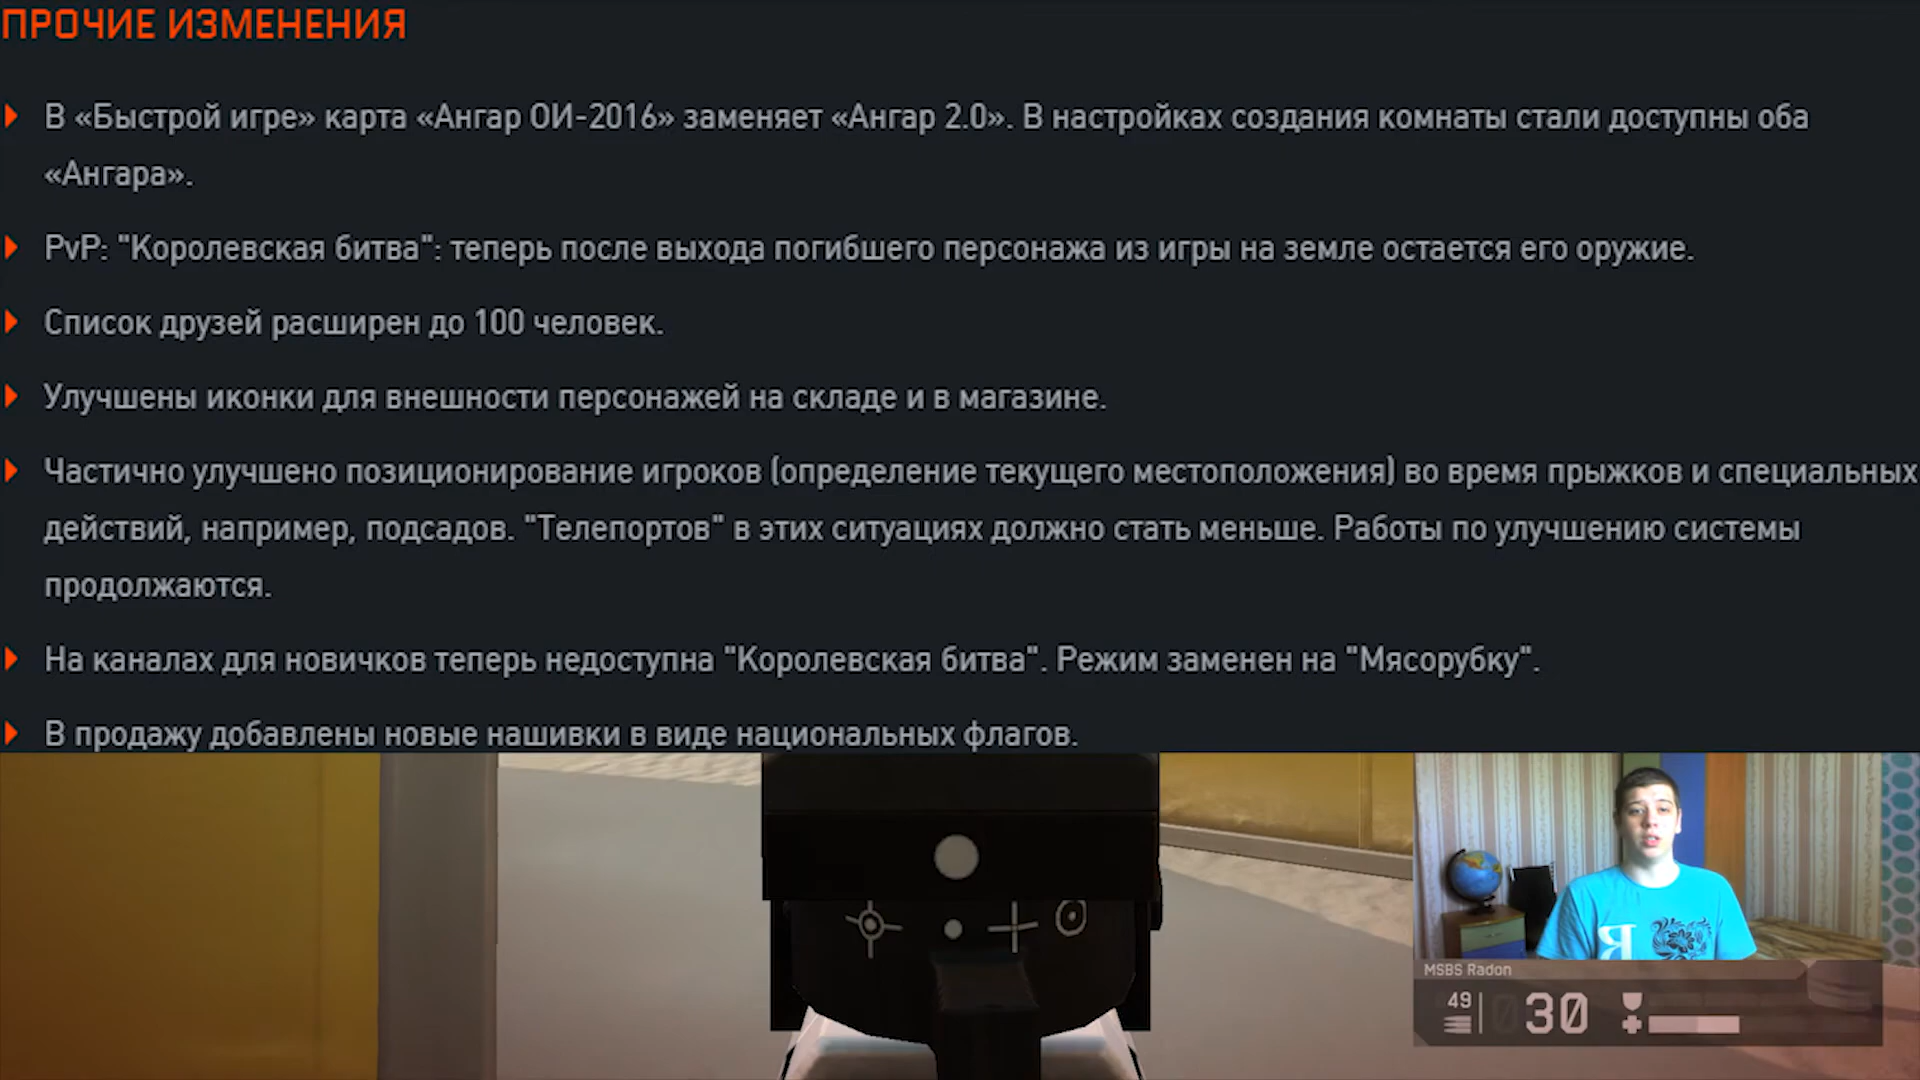 ПРОЧИЕ ИЗМЕНЕНИЯ
В «Быстрой игре» карта «Ангар ОИ-2016» заменяет «Ангар 2.0». В настройках создания комнаты стали доступны оба
«Ангара».
PvP: "Королевская битва": теперь после выхода погибшего персонажа из игры на земле остается его оружие.
Список друзей расширен до 100 человек.
Улучшены иконки для внешности персонажей на складе и в магазине.
Частично улучшено позиционирование игроков (определение текущего местоположения) во время прыжков и специальных
действий, например, подсадов. "Телепортов" в этих ситуациях должно стать меньше. Работы по улучшению системы
продолжаются.
На каналах для новичков теперь недоступна "Королевская битва". Режим заменен на "Мясорубку".
В продажу добавлены новые нашивки в виде национальных флагов.
Я
MSBS Radon
49 030